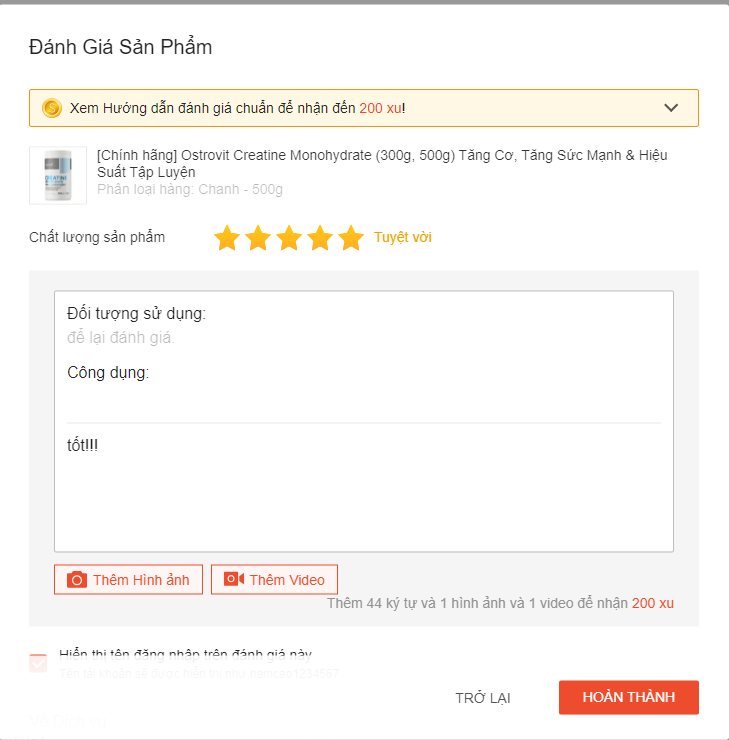 Đánh Giá Sản Phẩm
Xem Hướng dẫn đánh giá chuẩn để nhận đến 200 xu!
[Chính hãng] Ostrovit Creatine Monohydrate (300g, 500g) Tăng Cơ, Tăng Sức Mạnh & Hiệu
Suất Tập Luyện
Phân loại hàng: Chanh - 500g
CREATINE
Chất lượng sản phẩm
Tuyệt vời
Đối tượng sử dụng:
để lại đánh giá.
Công dụng:
tốt!!!
Thêm Hình ảnh
Thêm Video
Thêm 44 ký tự và 1 hình ảnh và 1 video để nhận 200 xu
Hiển thị tên đăng nhập trên đánh giá này
Tên tài khoản sẽ được hiển thị như namcao1234567
TRỞ LẠI
HOÀN THÀNH